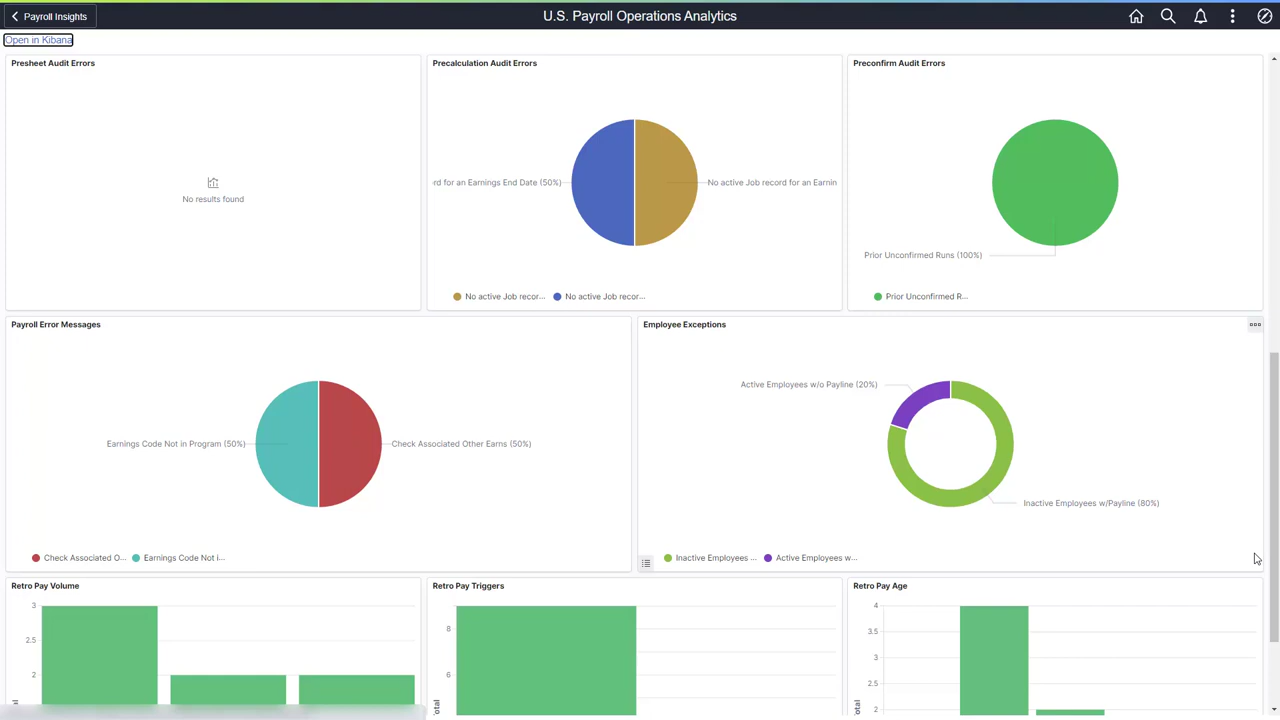 Payroll Insights
U.S. Payroll Operations Analytics
Open in Kibana
Presheet Audit Errors
No results found
Precalculation Audit Errors
rd for an Earnings End Date (50%)
No active Job record for an Earnin
No active Job recor...
No active Job recor...
Preconfirm Audit Errors
Prior Unconfirmed Runs (100%)
Prior Unconfirmed R...
Payroll Error Messages
Earnings Code Not in Program (50%)
Check Associated Other Earns (50%)
Check Associated O...
Earnings Code Not i...
Employee Exceptions
Active Employees w/o Payline (20%)
Inactive Employees w/Payline (80%)
Inactive Employees ...
Active Employees w...
Retro Pay Volume
3
2.5
2
Retro Pay Triggers
8
6
otal
Retro Pay Age
4
3.5
3
2.5
2
otal